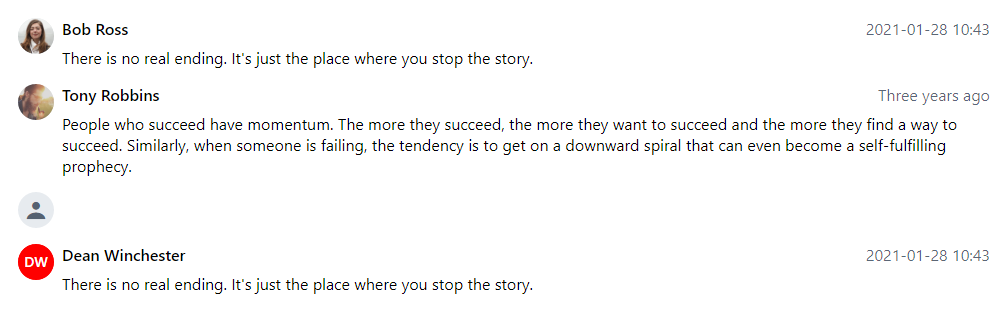 Bob Ross 2021-01-28 10:43
There is no real ending. It's just the place where you stop the story.
Tony Robbins Three years ago
People who succeed have momentum. The more they succeed, the more they want to succeed and the more they find a way to
succeed. Similarly, when someone is failing, the tendency is to get on a downward spiral that can even become a self-fulfilling
prophecy.
DW Dean Winchester 2021-01-28 10:43
There is no real ending. It's just the place where you stop the story.